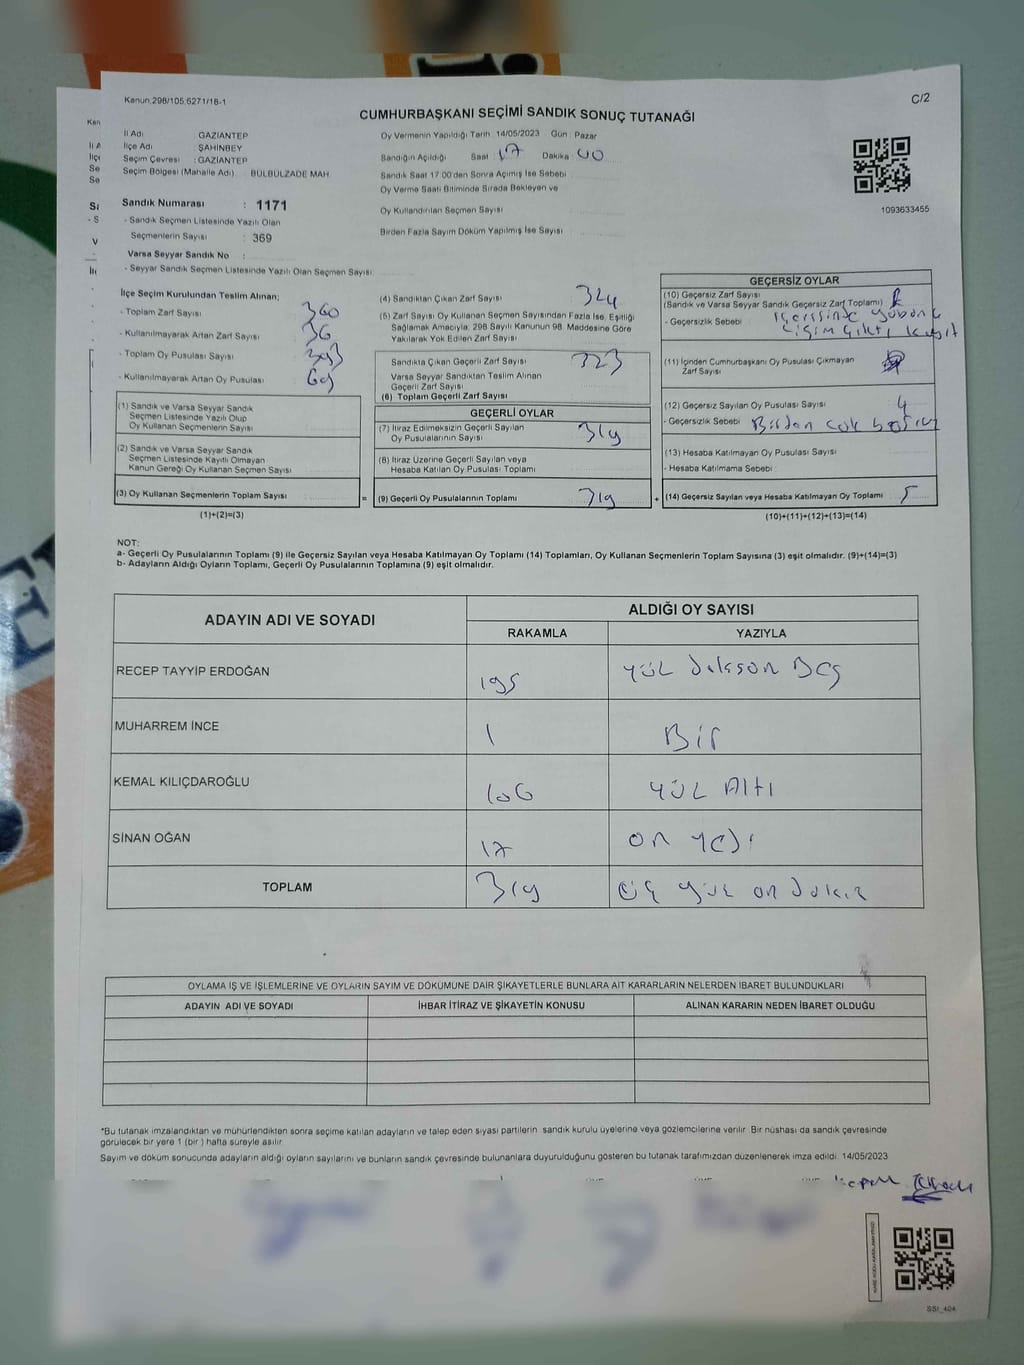 Kanun.298/105.6271/18-1
C/2
CUMHURBAŞKANI SEÇİMİ SANDIK SONUÇ TUTANAĞI
İl Adı GAZİANTEP
İlçe Adı ŞAHİNBEY
Seçim Çevresi : GAZİANTEP
Seçim Bölgesi (Mahalle Adı) BÜLBÜLZADE MAH.
Oy Vermenin Yapıldığı Tarih 14/05/2023 Gün : Pazar
Sandığın Açıldığı Saat 17 Dakika 00
Sandık Saat 17.00'den Sonra Açılmış İse Sebebi
Oy Verme Saati Bitiminde Sırada Bekleyen ve
Oy Kullandırılan Seçmen Sayısı
Birden Fazla Sayım Döküm Yapılmış İse Sayısı
1093633455
Sandık Numarası : 1171
- Sandık Seçmen Listesinde Yazılı Olan
Seçmenlerin Sayısı : 369
Varsa Seyyar Sandık No :
- Seyyar Sandık Seçmen Listesinde Yazılı Olan Seçmen Sayısı:
İlçe Seçim Kurulundan Teslim Alınan;
- Toplam Zarf Sayısı 360
- Kullanılmayarak Artan Zarf Sayısı 36
- Toplam Oy Pusulası Sayısı 393
- Kullanılmayarak Artan Oy Pusulası 69
(1) Sandık ve Varsa Seyyar Sandık
Seçmen Listesinde Yazılı Olup
Oy Kullanan Seçmenlerin Sayısı
(2) Sandık ve Varsa Seyyar Sandık
Seçmen Listesinde Kayıtlı Olmayan
Kanun Gereği Oy Kullanan Seçmen Sayısı
(3) Oy Kullanan Seçmenlerin Toplam Sayısı
(1)+(2)=(3)
(4) Sandıktan Çıkan Zarf Sayısı 324
(5) Zarf Sayısı Oy Kullanan Seçmen Sayısından Fazla İse, Eşitliği
Sağlamak Amacıyla, 298 Sayılı Kanunun 98. Maddesine Göre
Yakılarak Yok Edilen Zarf Sayısı
Sandıkta Çıkan Geçerli Zarf Sayısı 323
Varsa Seyyar Sandıktan Teslim Alınan
Geçerli Zarf Sayısı
(6) Toplam Geçerli Zarf Sayısı
GEÇERLİ OYLAR
(7) İtiraz Edilmeksizin Geçerli Sayılan
Oy Pusulalarının Sayısı 319
(8) İtiraz Üzerine Geçerli Sayılan veya
Hesaba Katılan Oy Pusulası Toplamı
= (9) Geçerli Oy Pusulalarının Toplamı 319
GEÇERSİZ OYLAR
(10) Geçersiz Zarf Sayısı
(Sandık ve Varsa Seyyar Sandık Geçersiz Zarf Toplamı)
- Geçersizlik Sebebi içerisinde yabancı
cisim çıktı kağıt
(11) İçinden Cumhurbaşkanı Oy Pusulası Çıkmayan
Zarf Sayısı
(12) Geçersiz Sayılan Oy Pusulası Sayısı 4
- Geçersizlik Sebebi Birden çok
(13) Hesaba Katılmayan Oy Pusulası Sayısı
- Hesaba Katılmama Sebebi
+ (14) Geçersiz Sayılan veya Hesaba Katılmayan Oy Toplamı 5
(10)+(11)+(12)+(13)=(14)
NOT:
a- Geçerli Oy Pusulalarının Toplamı (9) ile Geçersiz Sayılan veya Hesaba Katılmayan Oy Toplamı (14) Toplamları, Oy Kullanan Seçmenlerin Toplam Sayısına (3) eşit olmalıdır. (9)+(14)=(3)
b- Adayların Aldığı Oyların Toplamı, Geçerli Oy Pusulalarının Toplamına (9) eşit olmalıdır.
ADAYIN ADI VE SOYADI ALDIĞI OY SAYISI
RAKAMLA YAZIYLA
RECEP TAYYİP ERDOĞAN 195 yüz doksan Beş
MUHARREM İNCE 1 Bir
KEMAL KILIÇDAROĞLU 106 yüz Altı
SİNAN OĞAN 17 on yedi
TOPLAM 319 üç yüz on dokuz
OYLAMA İŞ VE İŞLEMLERİNE VE OYLARIN SAYIM VE DÖKÜMÜNE DAİR ŞİKAYETLERLE BUNLARA AİT KARARLARIN NELERDEN İBARET BULUNDUKLARI
ADAYIN ADI VE SOYADI İHBAR İTİRAZ VE ŞİKAYETİN KONUSU ALINAN KARARIN NEDEN İBARET OLDUĞU
*Bu tutanak imzalandıktan ve mühürlendikten sonra seçime katılan adayların ve talep eden siyasi partilerin sandık kurulu üyelerine veya gözlemcilerine verilir. Bir nüshası da sandık çevresinde
görülecek bir yere 1 (bir ) hafta süreyle asılır.
Sayım ve döküm sonucunda adayların aldığı oyların sayılarını ve bunların sandık çevresinde bulunanlara duyurulduğunu gösteren bu tutanak tarafımızdan düzenlenerek imza edildi. 14/05/2023
SSI_404